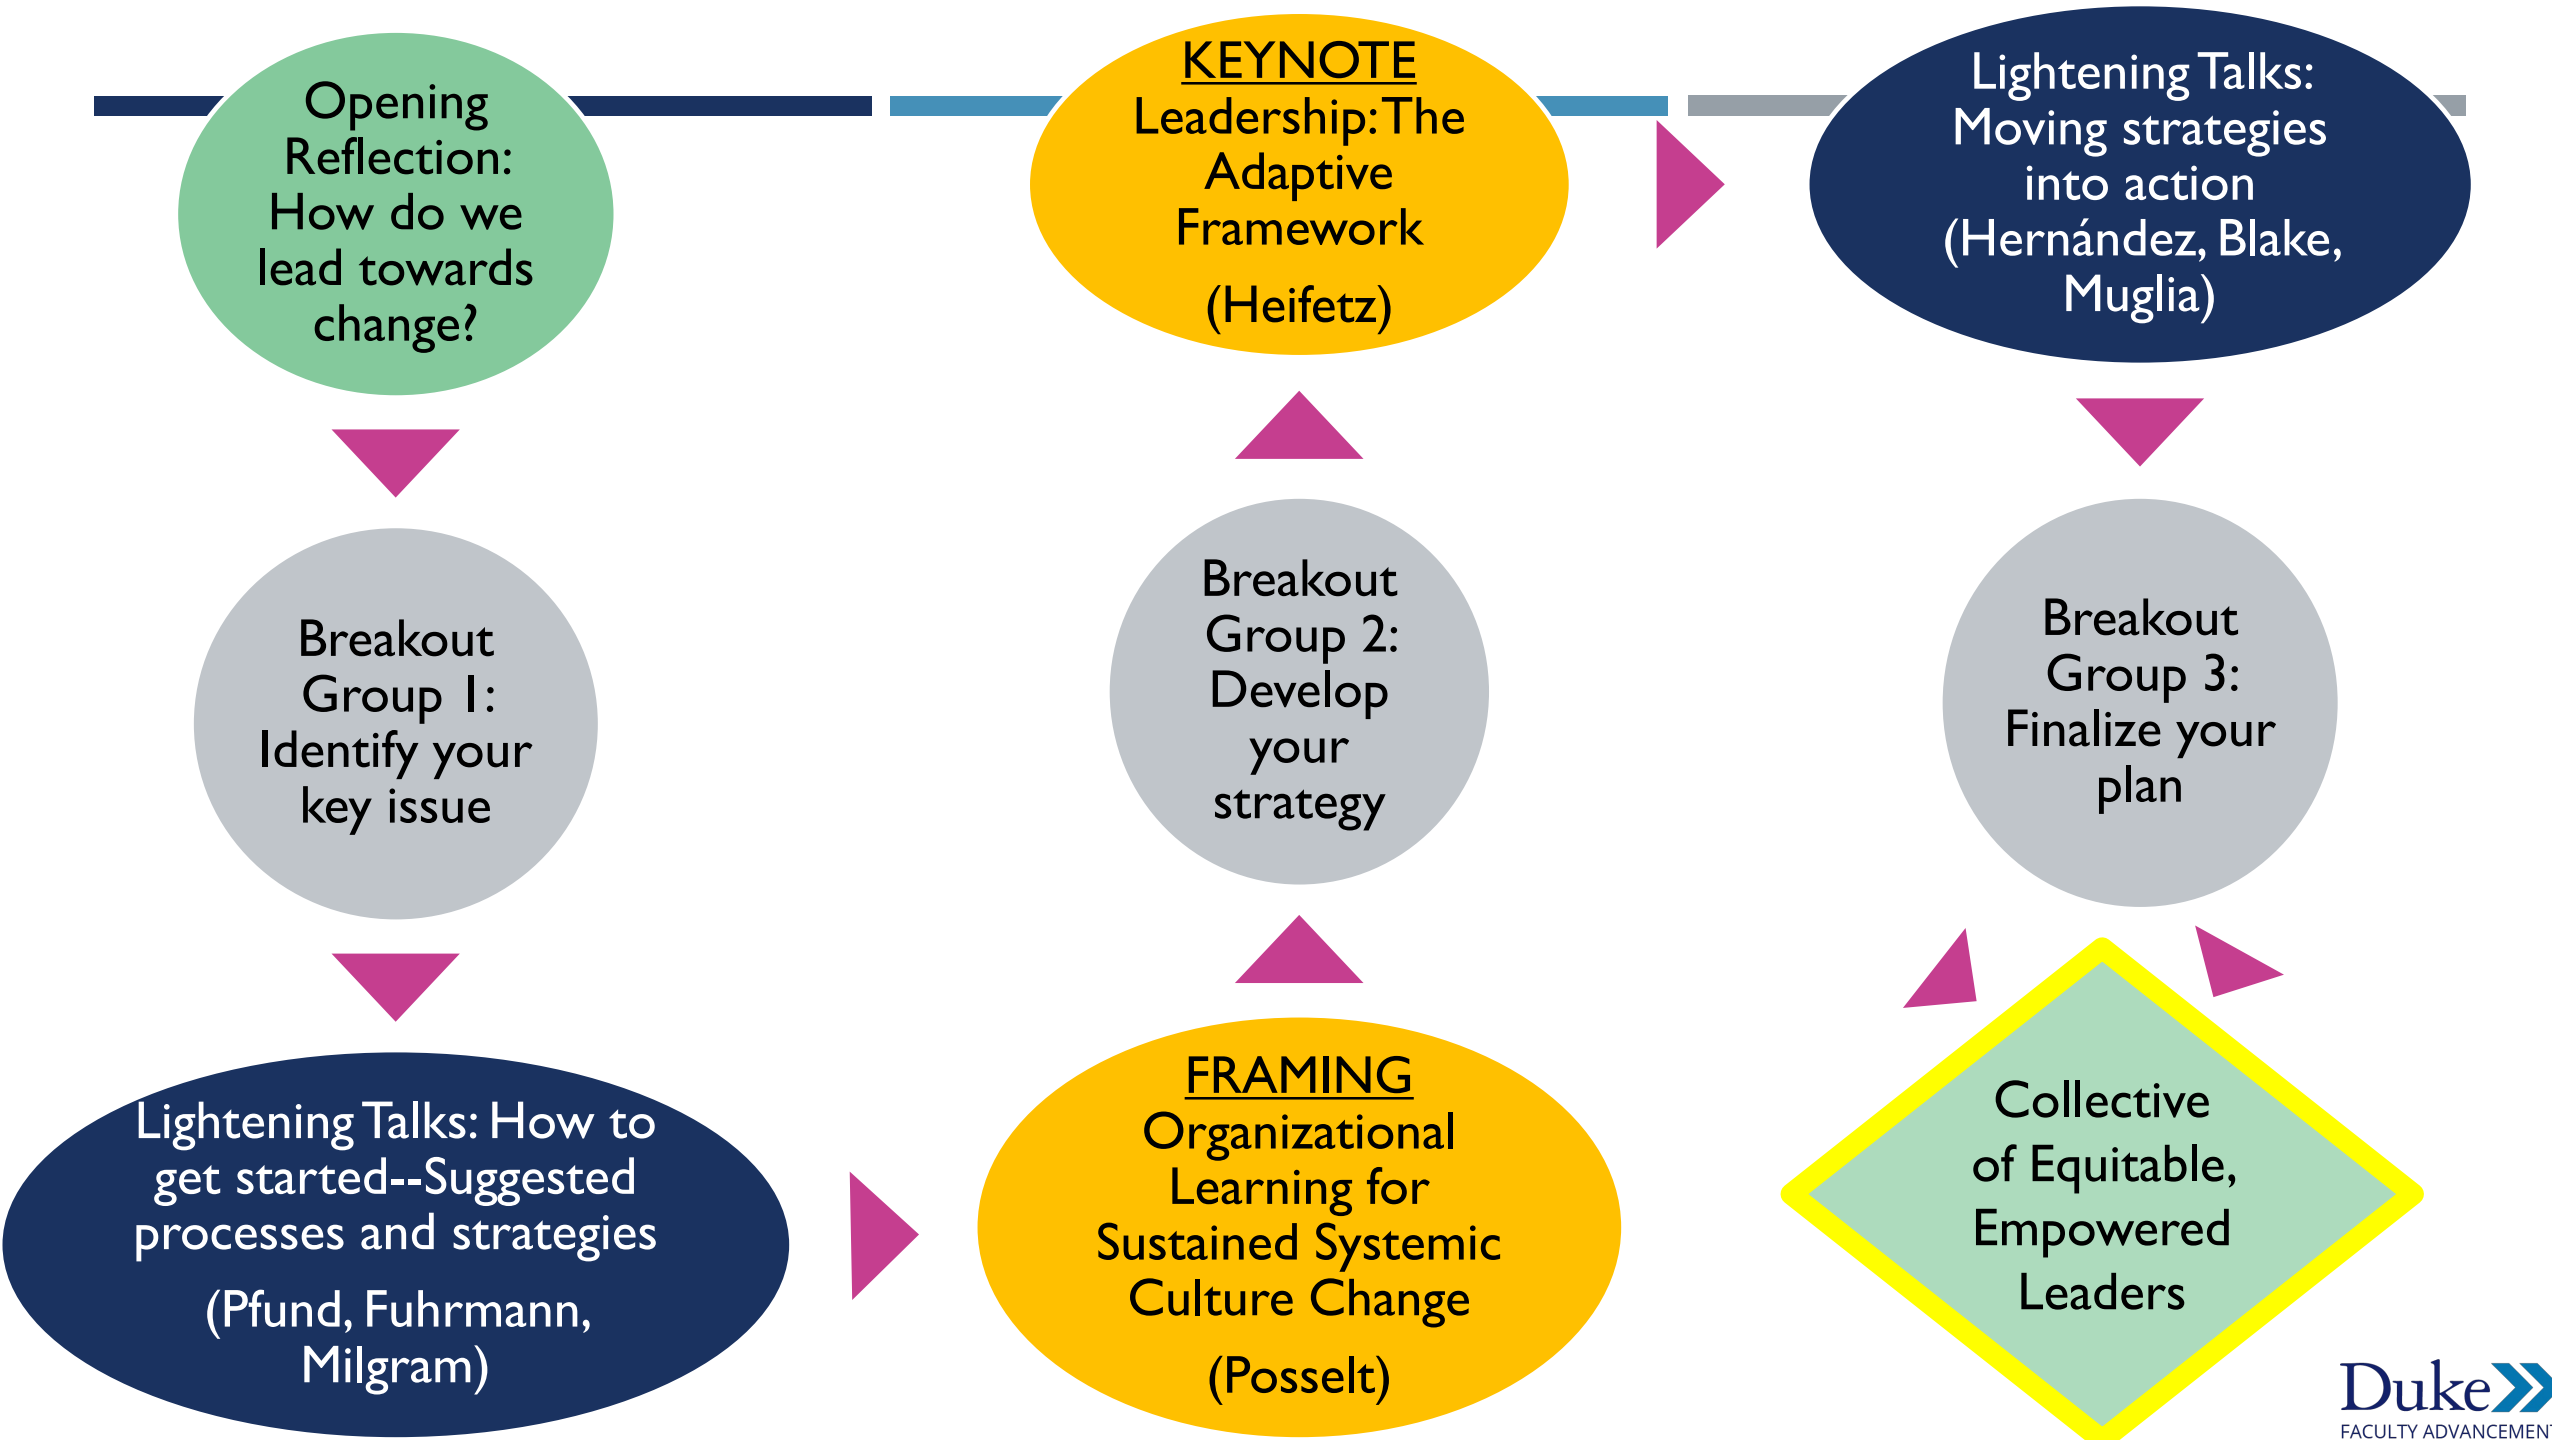 Opening
Reflection:
How do we
lead towards
change?
Breakout
Group 1:
Identify your
key issue
Lightening Talks: How to
get started--Suggested
processes and strategies
(Pfund, Fuhrmann,
Milgram)
FRAMING
Organizational
Learning for
Sustained Systemic
Culture Change
(Posselt)
Breakout
Group 2:
Develop
your
strategy
KEYNOTE
Leadership: The
Adaptive
Framework
(Heifetz)
Lightening Talks:
Moving strategies
into action
(Hernández, Blake,
Muglia)
Breakout
Group 3:
Finalize your
plan
Collective
of Equitable,
Empowered
Leaders
Duke
FACULTY ADVANCEMENT